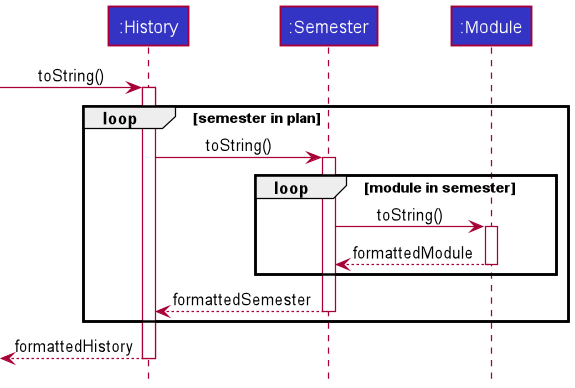 :History
:Semester
:Module
toString()
loop
[semester in plan]
toString()
loop
[module in semester]
toString()
formattedModule
formattedSemester
formattedHistory